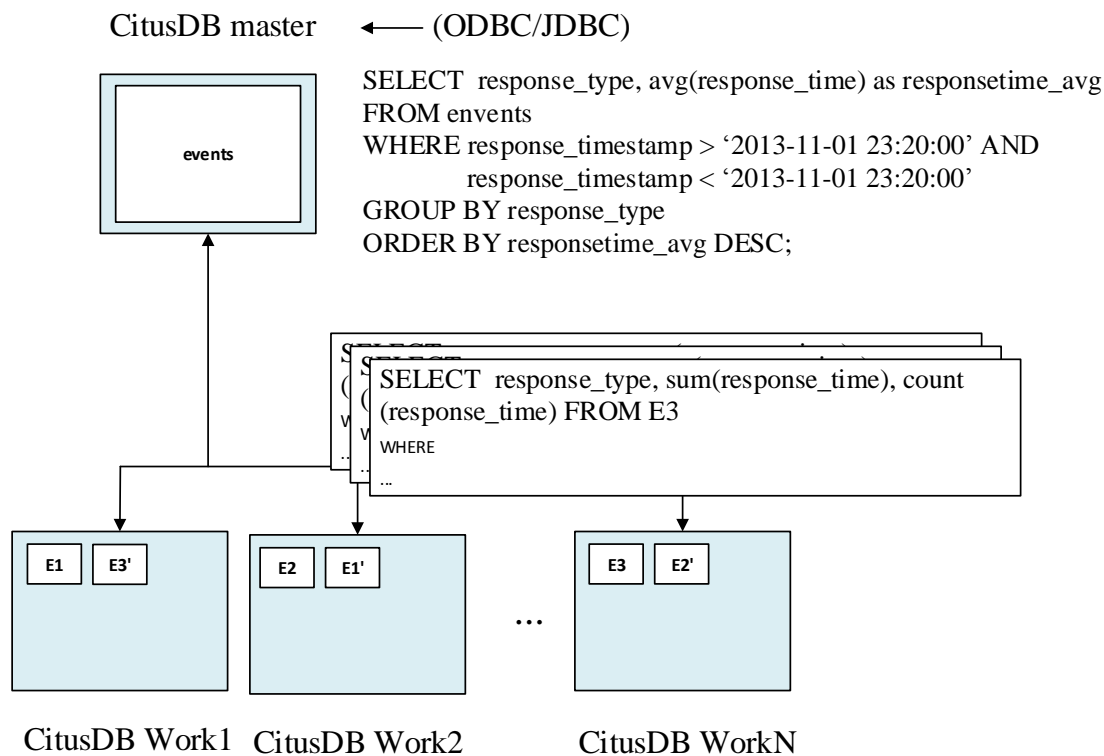 CitusDB master
(ODBC/JDBC)
SELECT response_type, avg(response_time) as responsetime_avg
FROM envents
WHERE response_timestamp > ‘2013-11-01 23:20:00’ AND
response_timestamp < ‘2013-11-01 23:20:00’
GROUP BY response_type
ORDER BY responsetime_avg DESC;
events
SELECT response_type, sum(response_time), count
(response_time) FROM E3
WHERE
...
E1
E3'
E2
E1'
...
E3
E2'
CitusDB Work1
CitusDB Work2
CitusDB WorkN